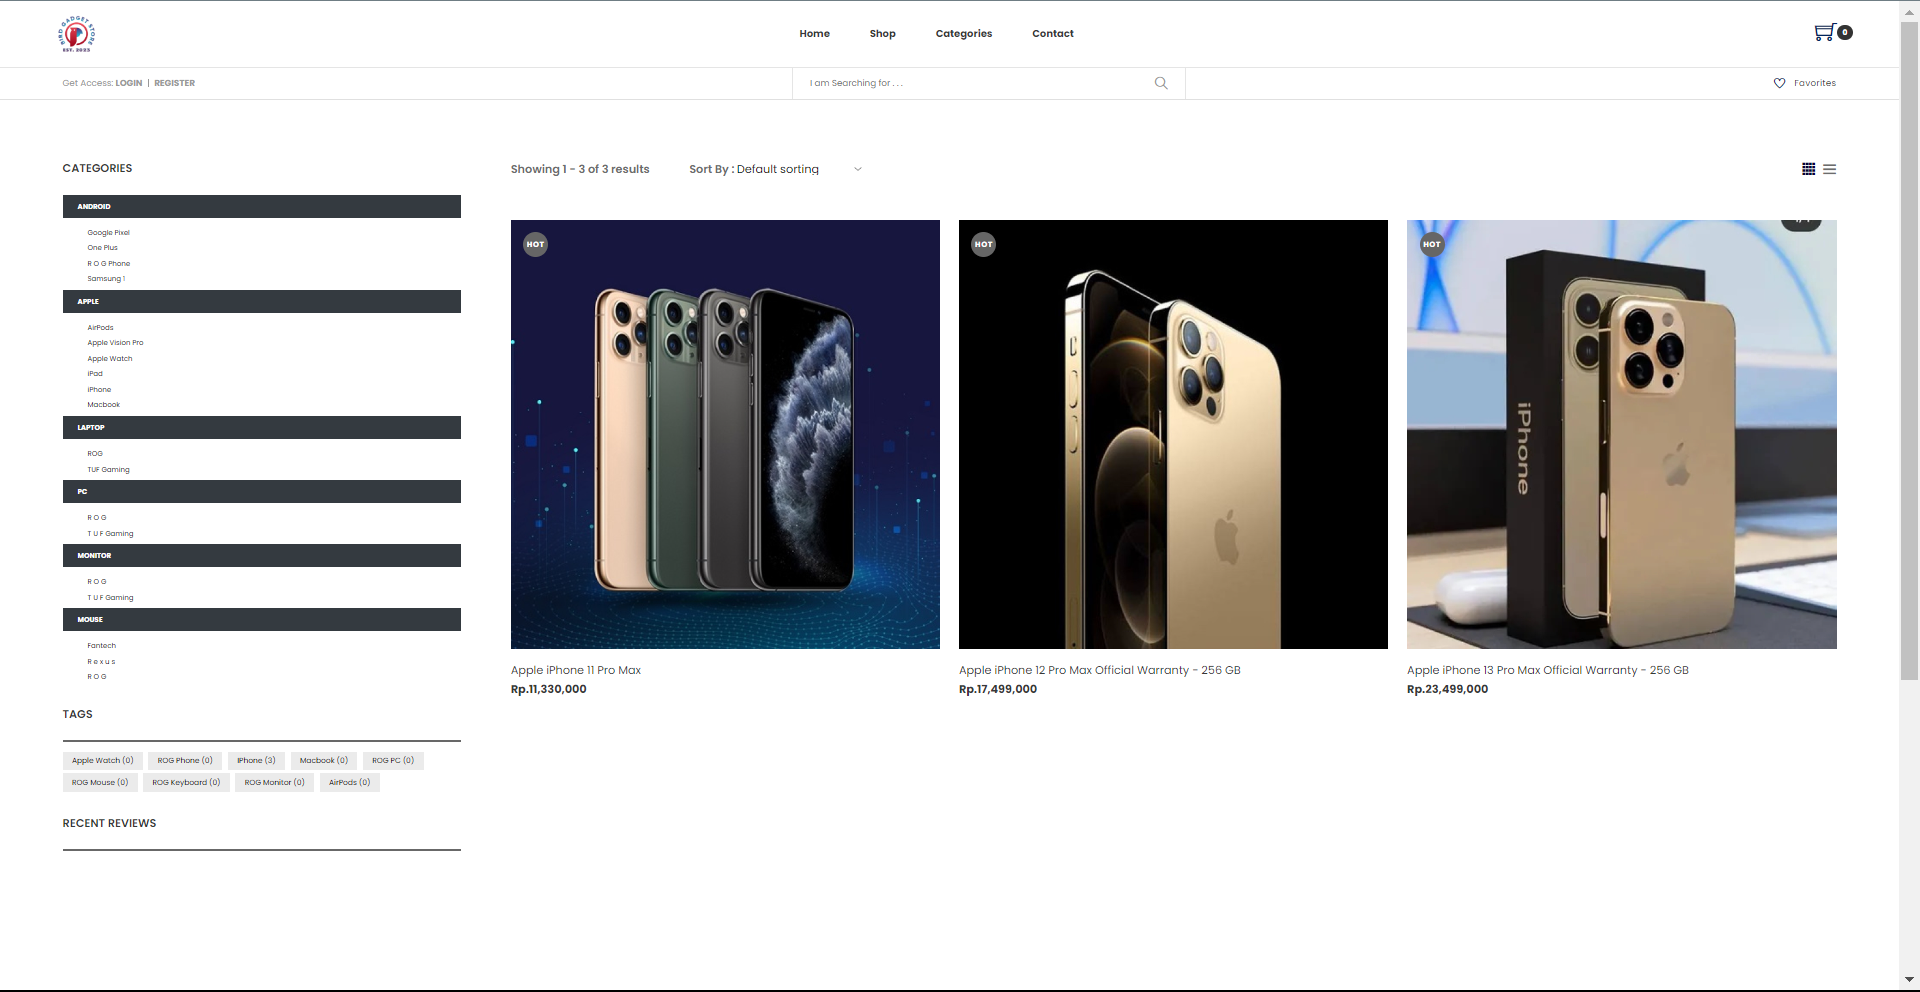 BIRD GADGET STORE
EST. 2023
Home
Shop
Categories
Contact
0
Get Access: LOGIN | REGISTER
I am Searching for . . .
Favorites
CATEGORIES
ANDROID
Google Pixel
One Plus
R O G Phone
Samsung 1
APPLE
AirPods
Apple Vision Pro
Apple Watch
iPad
iPhone
Macbook
LAPTOP
ROG
TUF Gaming
PC
R O G
T U F Gaming
MONITOR
R O G
T U F Gaming
MOUSE
Fantech
R e x u s
R O G
TAGS
Apple Watch (0)
ROG Phone (0)
IPhone (3)
Macbook (0)
ROG PC (0)
ROG Mouse (0)
ROG Keyboard (0)
ROG Monitor (0)
AirPods (0)
RECENT REVIEWS
Showing 1 - 3 of 3 results
Sort By : Default sorting
HOT
Apple iPhone 11 Pro Max
Rp.11,330,000
HOT
Apple iPhone 12 Pro Max Official Warranty - 256 GB
Rp.17,499,000
HOT
iPhone
Apple iPhone 13 Pro Max Official Warranty - 256 GB
Rp.23,499,000